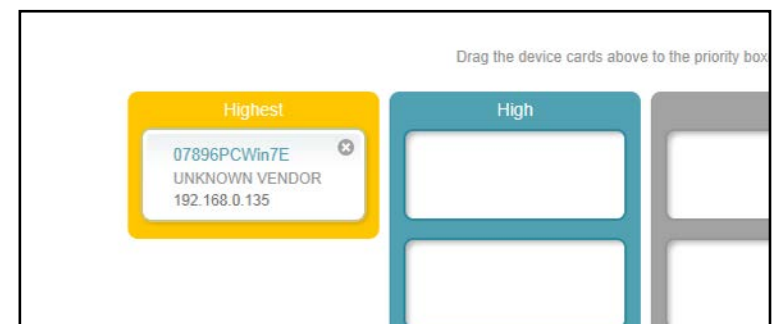 Drag the device cards above to the priority box
Highest
High
07896PCWin7E
UNKNOWN VENDOR
192.168.0.135